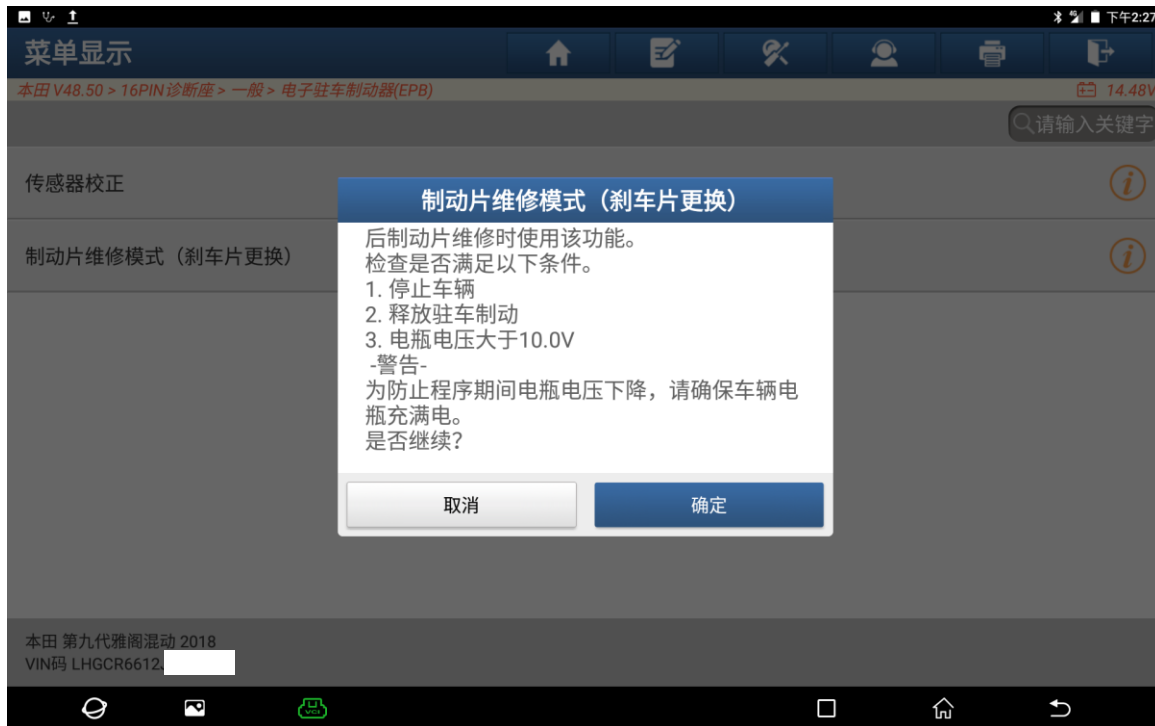 下午2:27
菜单显示
本田 V48.50 > 16PIN诊断座 > 一般 > 电子驻车制动器(EPB)
14.48V
请输入关键字
传感器校正
制动片维修模式（刹车片更换）
制动片维修模式（刹车片更换）
后制动片维修时使用该功能。
检查是否满足以下条件。
1. 停止车辆
2. 释放驻车制动
3. 电瓶电压大于10.0V
-警告-
为防止程序期间电瓶电压下降，请确保车辆电
瓶充满电。
是否继续？
取消
确定
本田 第九代雅阁混动 2018
VIN码 LHGCR6612
VCI